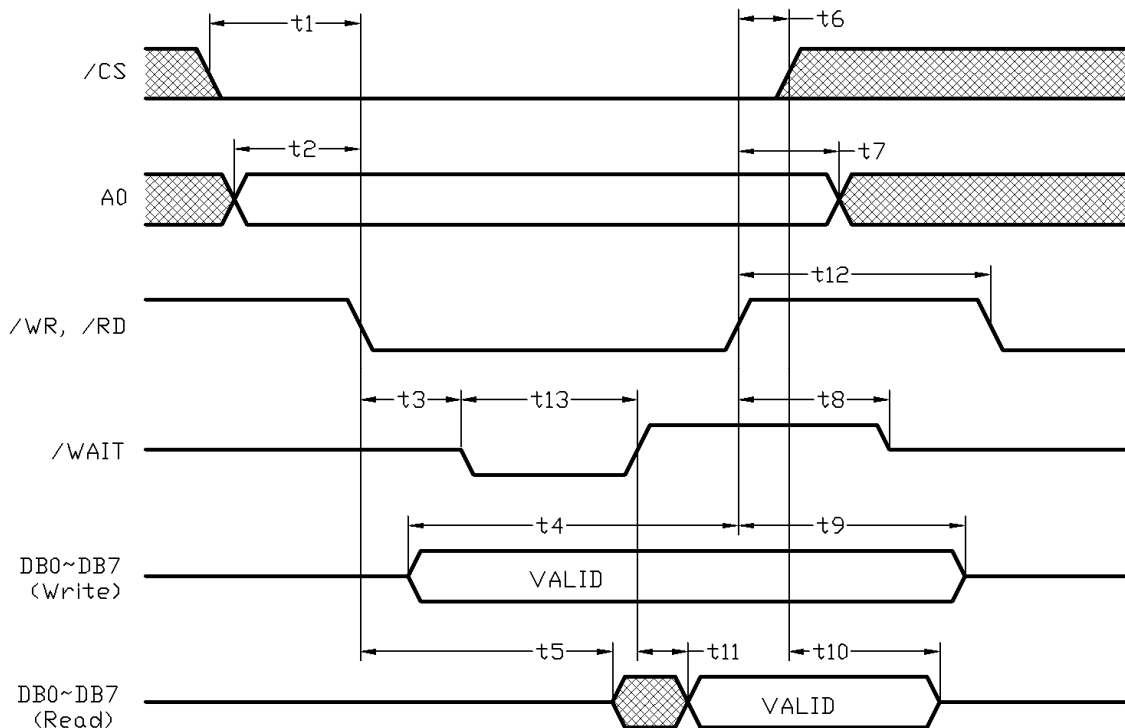 t1
t6
/CS
t2
t7
A0
t12
/WR, /RD
t3
t13
t8
/WAIT
t4
t9
DB0~DB7
(Write)
VALID
t5
t11
t10
DB0~DB7
(Read)
VALID